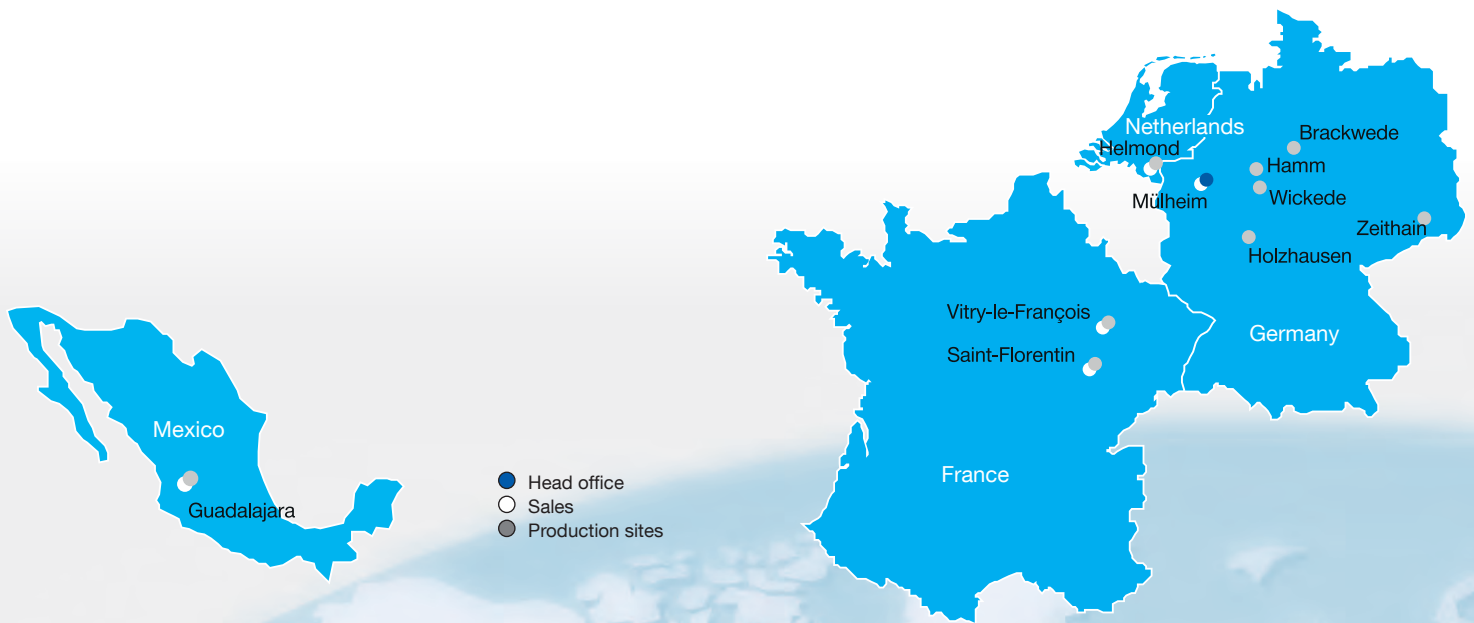 Netherlands
Helmond
Brackwede
Hamm
Mülheim
Wickede
Zeithain
Holzhausen
Germany
Vitry-le-François
Saint-Florentin
France
Mexico
Guadalajara
Head office
Sales
Production sites